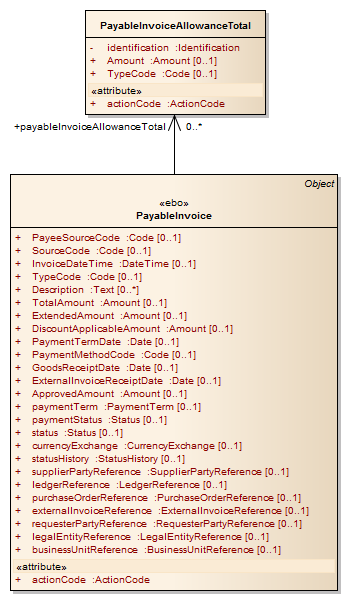 PayableInvoiceAllowanceTotal
- identification :Identification
+ Amount :Amount [0..1]
+ TypeCode :Code [0..1]
«attribute»
+ actionCode :ActionCode
+payableInvoiceAllowanceTotal 0..*
Object
«ebo»
PayableInvoice
+ PayeeSourceCode :Code [0..1]
+ SourceCode :Code [0..1]
+ InvoiceDateTime :DateTime [0..1]
+ TypeCode :Code [0..1]
+ Description :Text [0..*]
+ TotalAmount :Amount [0..1]
+ ExtendedAmount :Amount [0..1]
+ DiscountApplicableAmount :Amount [0..1]
+ PaymentTermDate :Date [0..1]
+ PaymentMethodCode :Code [0..1]
+ GoodsReceiptDate :Date [0..1]
+ ExternalInvoiceReceiptDate :Date [0..1]
+ ApprovedAmount :Amount [0..1]
+ paymentTerm :PaymentTerm [0..1]
+ paymentStatus :Status [0..1]
+ status :Status [0..1]
+ currencyExchange :CurrencyExchange [0..1]
+ statusHistory :StatusHistory [0..1]
+ supplierPartyReference :SupplierPartyReference [0..1]
+ ledgerReference :LedgerReference [0..1]
+ purchaseOrderReference :PurchaseOrderReference [0..1]
+ externalInvoiceReference :ExternalInvoiceReference [0..1]
+ requesterPartyReference :RequesterPartyReference [0..1]
+ legalEntityReference :LegalEntityReference [0..1]
+ businessUnitReference :BusinessUnitReference [0..1]
«attribute»
+ actionCode :ActionCode